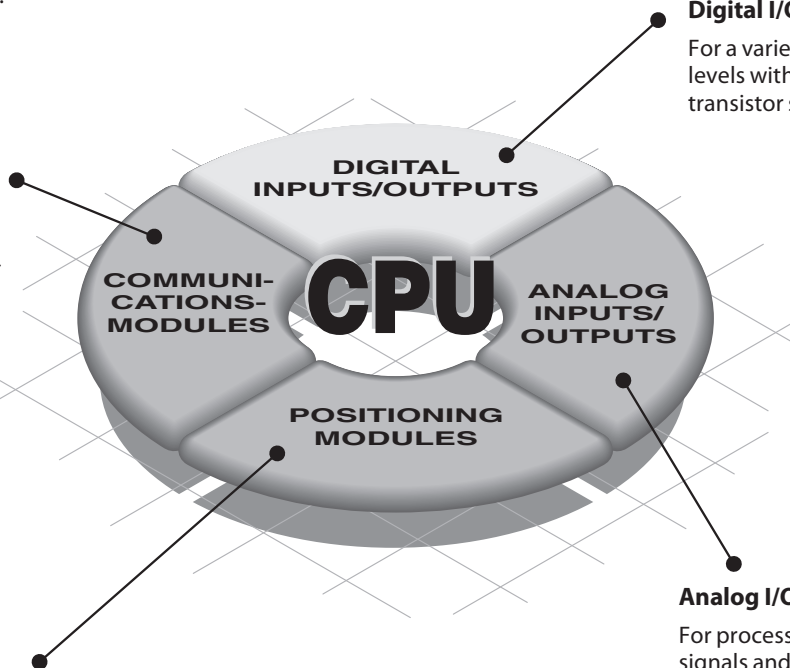 Digital I/O
For a
levels with
transistor
DIGITAL
INPUTS/OUTPUTS
COMMUNI-
CATIONS-
MODULES
CPU
ANALOG
INPUTS/
OUTPUTS
POSITIONING
MODULES
Analog I/O
For process
signals and